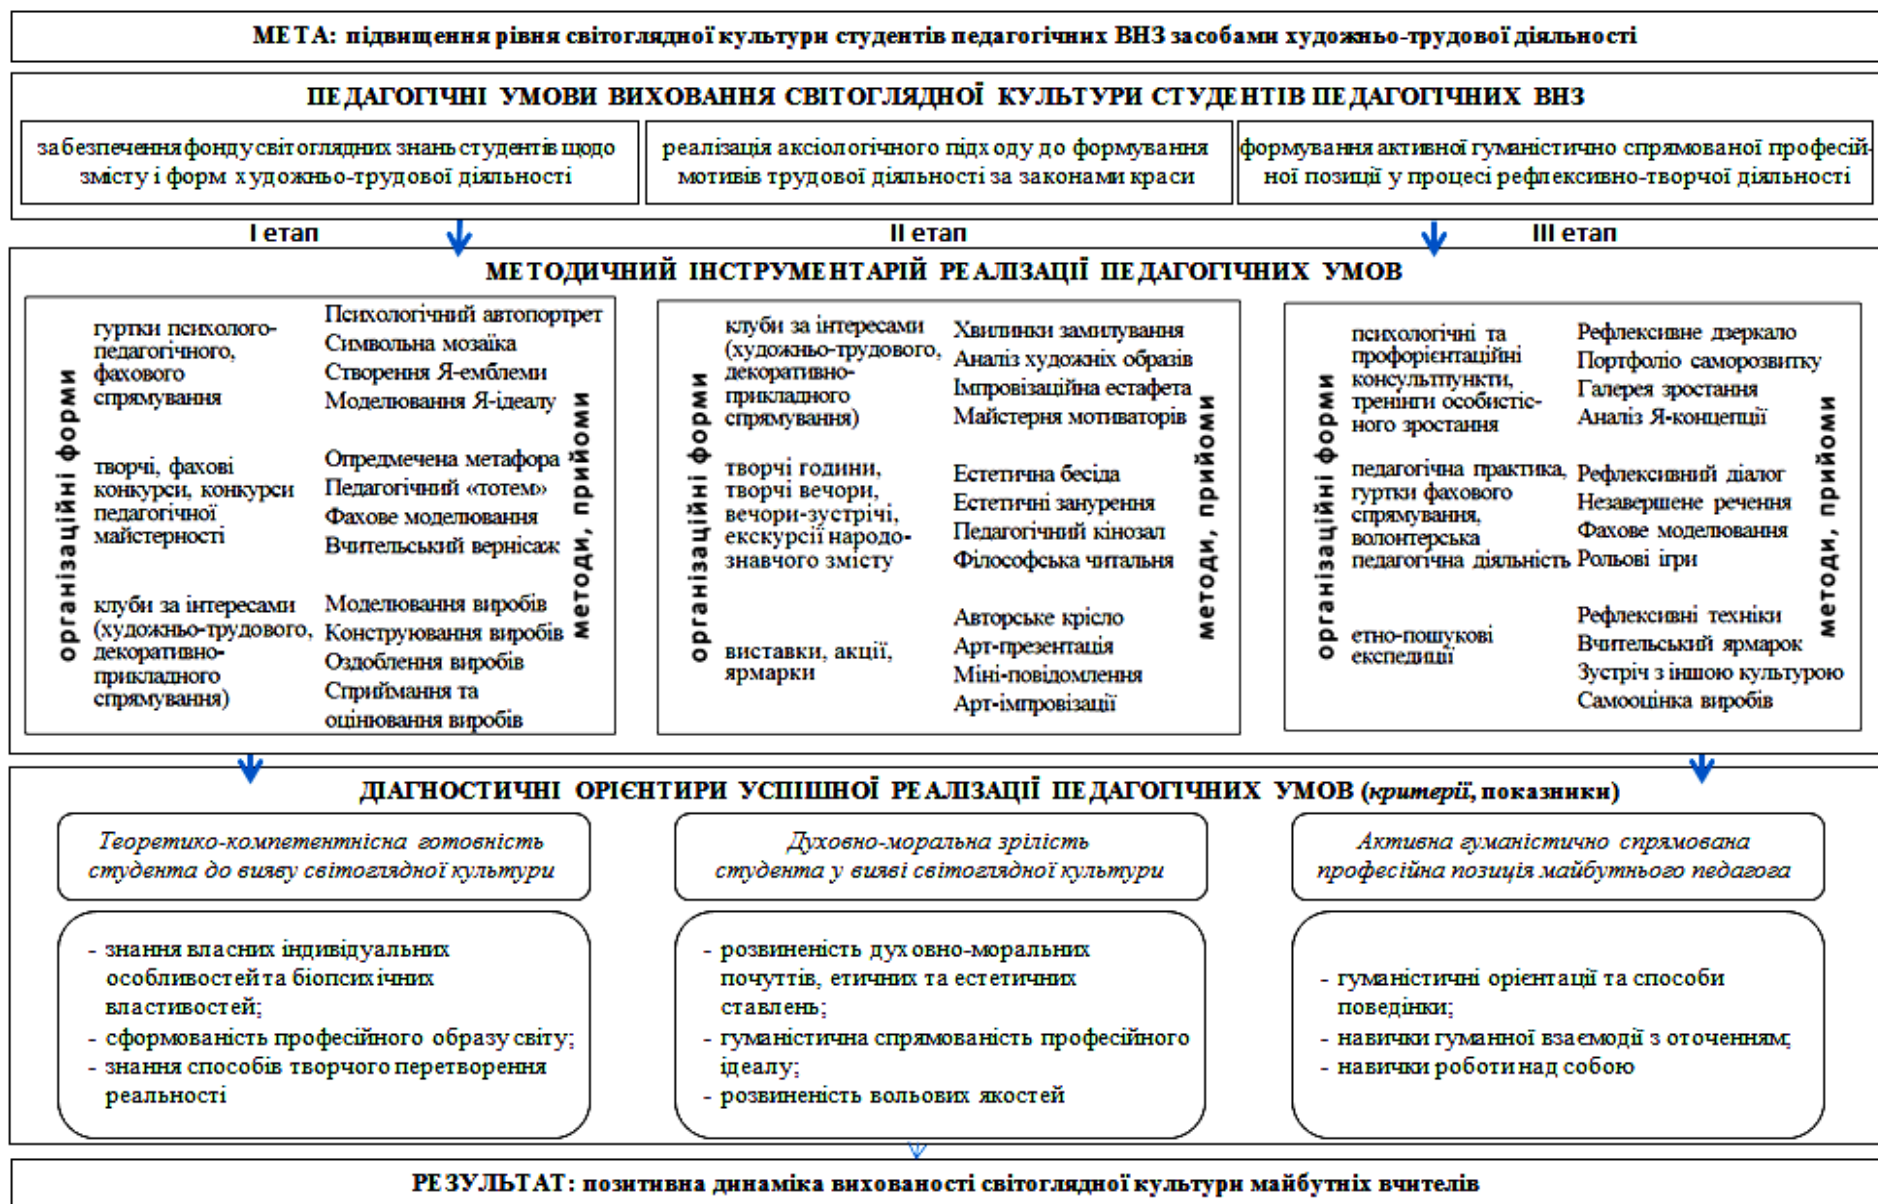 МЕТА: підвищення рівня світоглядної культури студентів педагогічних ВНЗ засобами художньо-трудової діяльності
ПЕДАГОГІЧНІ УМОВИ ВИХОВАННЯ СВІТОГЛЯДНОЇ КУЛЬТУРИ СТУДЕНТІВ ПЕДАГОГІЧНИХ ВНЗ
забезпечення фонду світоглядних знань студентів щодо
змісту і форм художньо-трудової діяльності
реалізація аксіологічного підходу до формування
мотивів трудової діяльності за законами краси
формування активної гуманістично спрямованої професій-
ної позиції у процесі рефлексивно-творчої діяльності
І етап
ІІ етап
ІІІ етап
МЕТОДИЧНИЙ ІНСТРУМЕНТАРІЙ РЕАЛІЗАЦІЇ ПЕДАГОГІЧНИХ УМОВ
організаційні форми
гуртки психолого-
педагогічного,
фахового
спрямування
творчі, фахові
конкурси, конкурси
педагогічної
майстерності
клуби за інтересами
(художньо-трудового,
декоративно-
прикладного
спрямування)
Психологічний автопортрет
Символьна мозаїка
Створення Я-емблеми
Моделювання Я-ідеалу
Опредмечена метафора
Педагогічний «тотем»
Фахове моделювання
Вчительський вернісаж
Моделювання виробів
Конструювання виробів
Оздоблення виробів
Сприймання та
оцінювання виробів
методи, прийоми
організаційні форми
клуби за інтересами
(художньо-трудового,
декоративно-
прикладного
спрямування)
творчі години,
творчі вечори,
вечори-зустрічі,
екскурсії народо-
знавчого змісту
виставки, акції,
ярмарки
Хвилинки замилування
Аналіз художніх образів
Імпровізаційна естафета
Майстерня мотиваторів
Естетична бесіда
Естетичні занурення
Педагогічний кінозал
Філософська читальня
Авторське крісло
Арт-презентація
Міні-повідомлення
Арт-імпровізації
методи, прийоми
організаційні форми
психологічні та
профорієнтаційні
консультпункти,
тренінги особистіс-
ного зростання
педагогічна практика,
гуртки фахового
спрямування,
волонтерська
педагогічна діяльність
етно-пошукові
експедиції
Рефлексивне дзеркало
Портфоліо саморозвитку
Галерея зростання
Аналіз Я-концепції
Рефлексивний діалог
Незавершене речення
Фахове моделювання
Рольові ігри
Рефлексивні техніки
Вчительський ярмарок
Зустріч з іншою культурою
Самооцінка виробів
методи, прийоми
ДІАГНОСТИЧНІ ОРІЄНТИРИ УСПІШНОЇ РЕАЛІЗАЦІЇ ПЕДАГОГІЧНИХ УМОВ (критерії, показники)
Теоретико-компетентнісна готовність
студента до вияву світоглядної культури
Духовно-моральна зрілість
студента у вияві світоглядної культури
Активна гуманістично спрямована
професійна позиція майбутнього педагога
- знання власних індивідуальних
особливостей та біопсихічних
властивостей;
- сформованість професійного образу світу;
- знання способів творчого перетворення
реальності
- розвиненість духовно-моральних
почуттів, етичних та естетичних
ставлень;
- гуманістична спрямованість професійного
ідеалу;
- розвиненість вольових якостей
- гуманістичні орієнтації та способи
поведінки;
- навички гуманної взаємодії з оточенням;
- навички роботи над собою
РЕЗУЛЬТАТ: позитивна динаміка вихованості світоглядної культури майбутніх вчителів